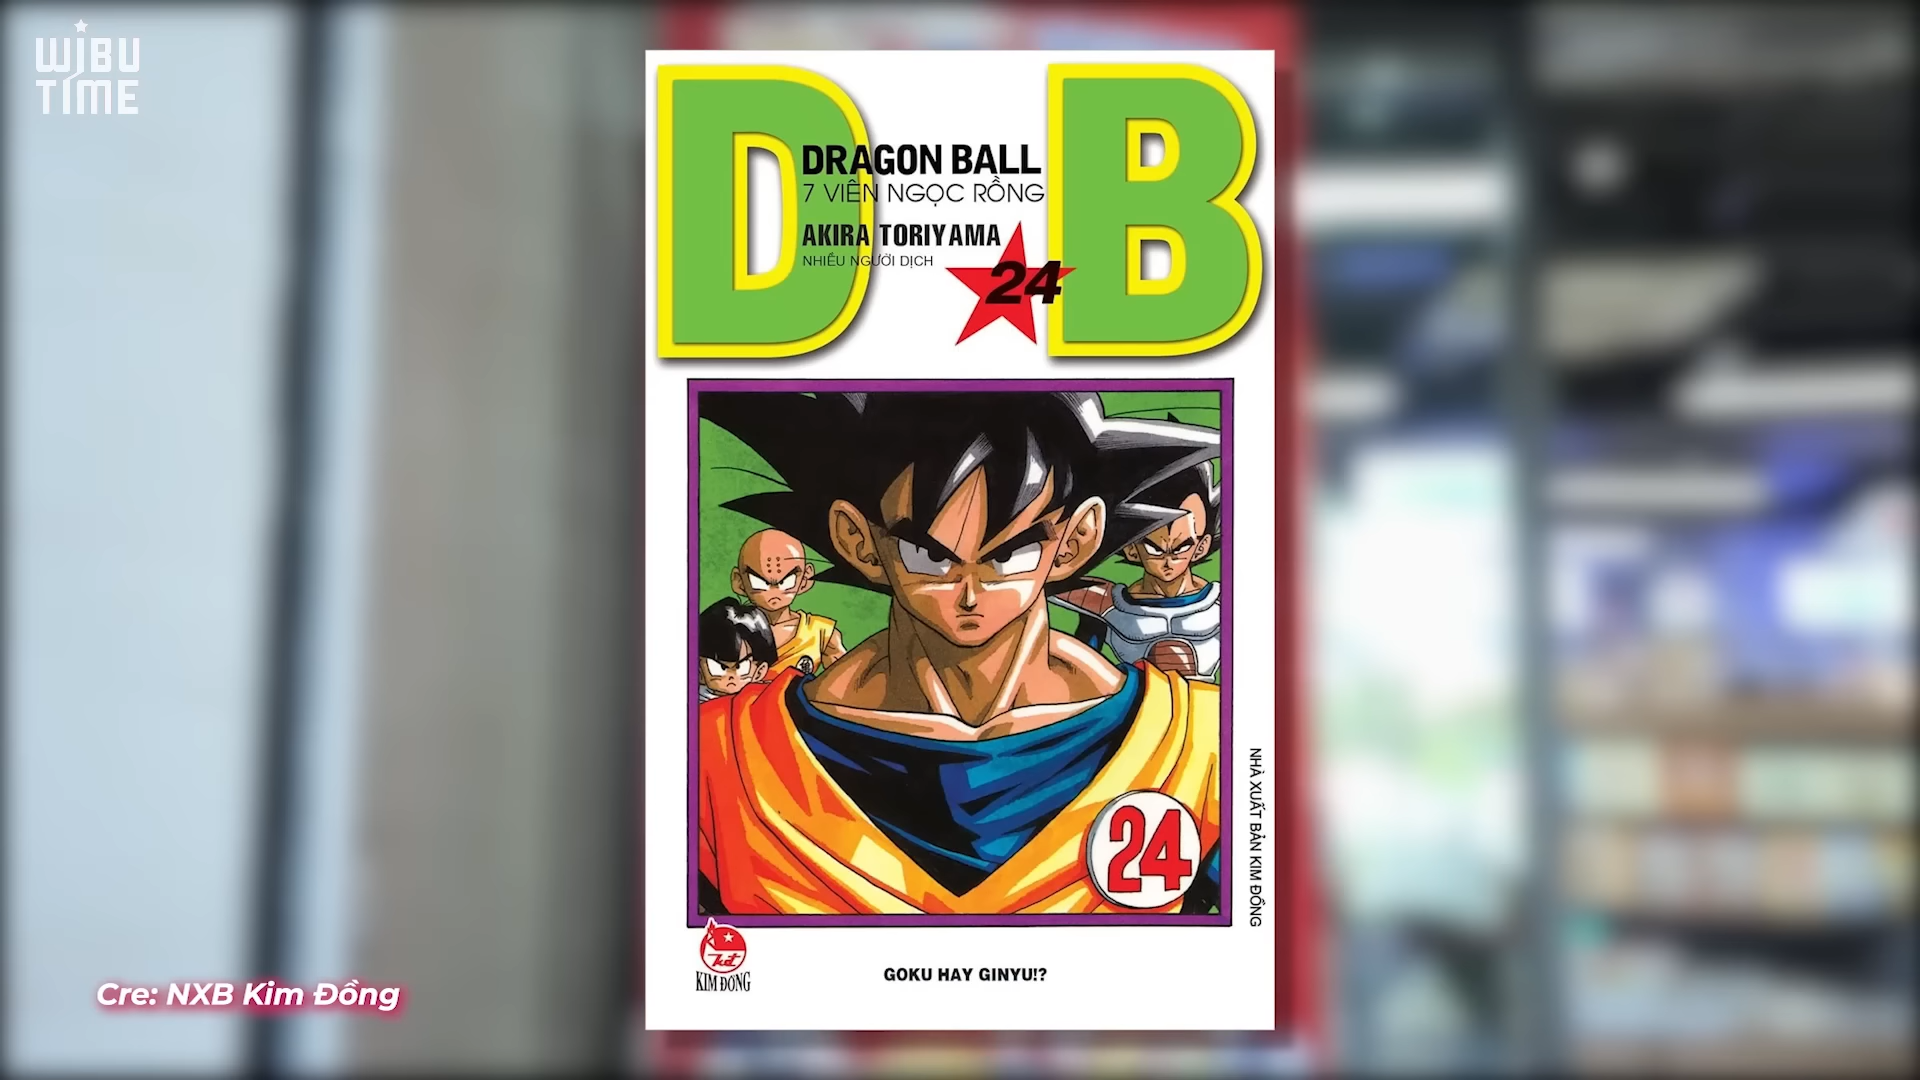 WIBU
TIME
D B
DRAGON BALL
7 VIÊN NGỌC RỒNG
AKIRA TORIYAMA
NHIỀU NGƯỜI DỊCH
24
24
NHÀ XUẤT BẢN KIM ĐỒNG
kđ
KIM ĐỒNG
GOKU HAY GINYU!?
Cre: NXB Kim Đồng